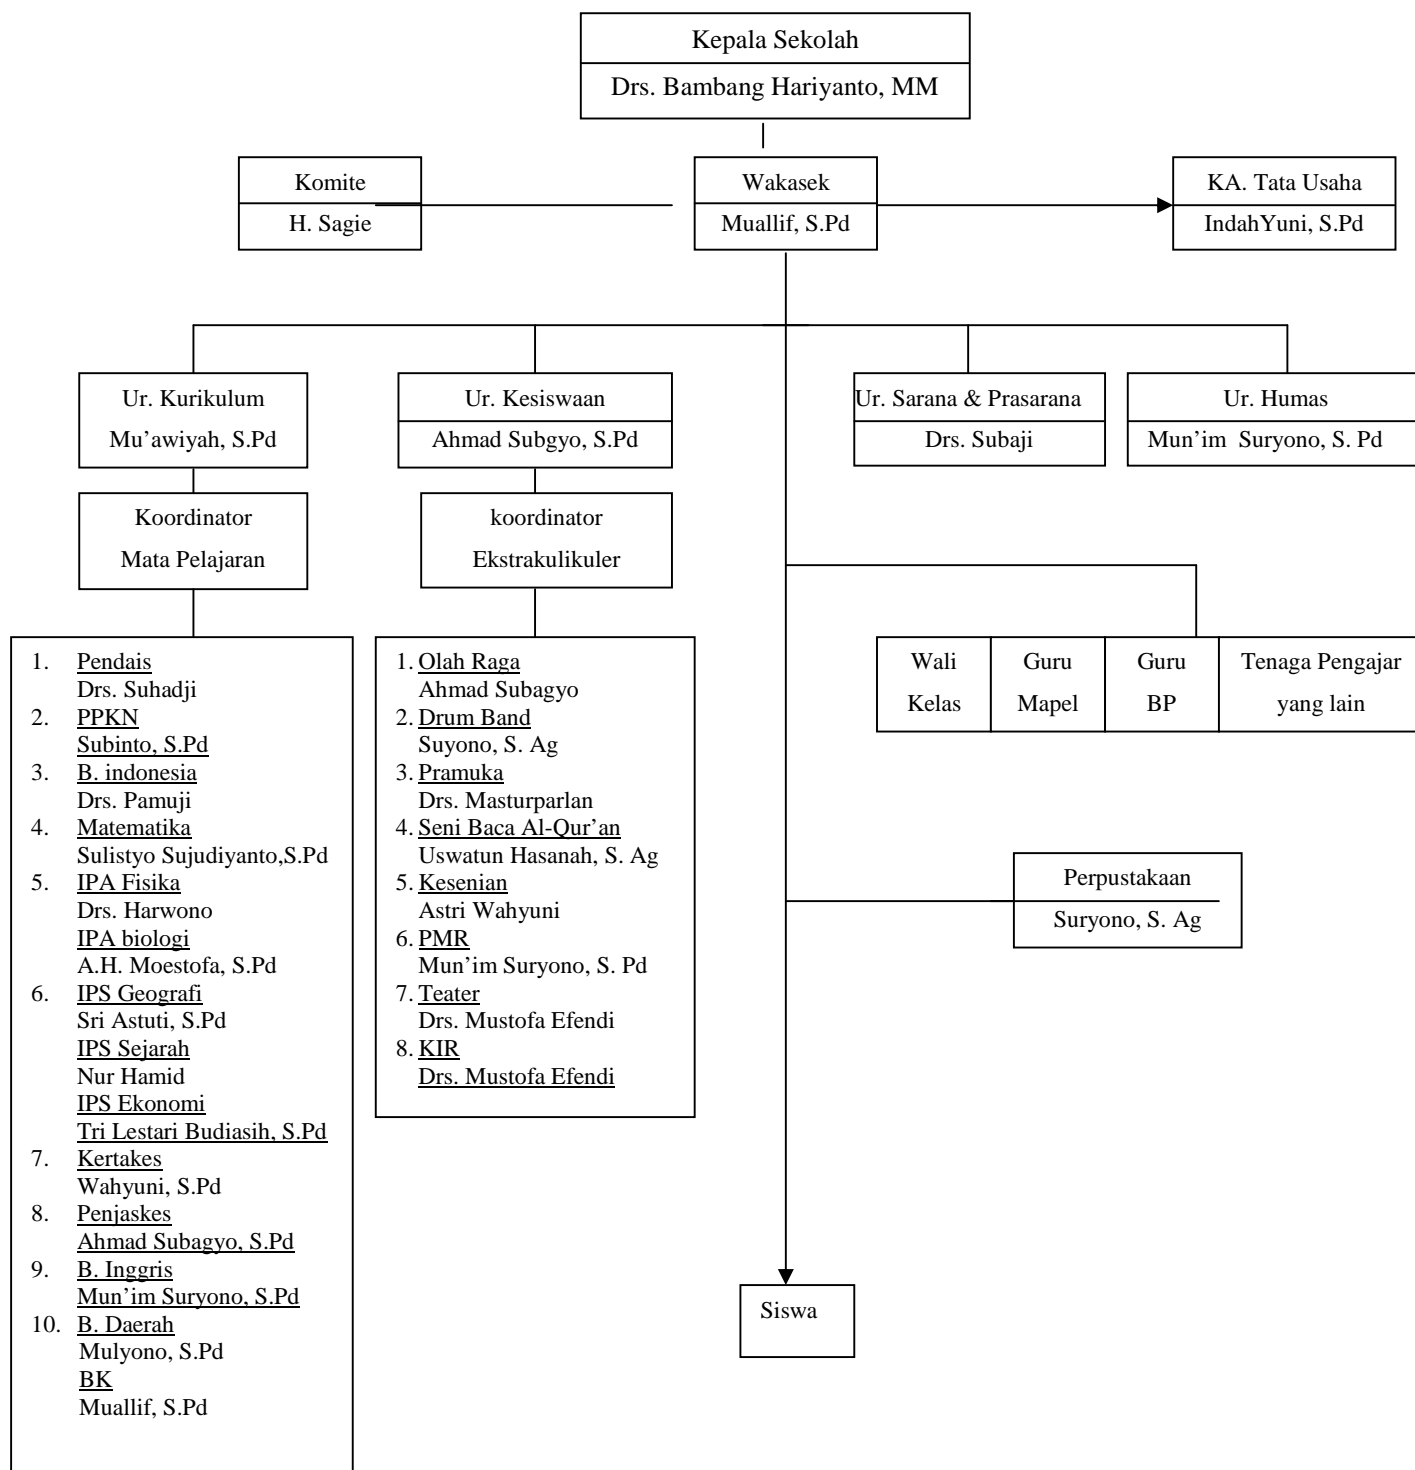 Kepala Sekolah
Drs. Bambang Hariyanto, MM
Komite
H. Sagie
Wakasek
Muallif, S.Pd
KA. Tata Usaha
IndahYuni, S.Pd
Ur. Kurikulum
Mu’awiyah, S.Pd
Ur. Kesiswaan
Ahmad Subgyo, S.Pd
Ur. Sarana & Prasarana
Drs. Subaji
Ur. Humas
Mun’im Suryono, S. Pd
Koordinator
Mata Pelajaran
koordinator
Ekstrakulikuler
1. Pendais
Drs. Suhadji
2. PPKN
Subinto, S.Pd
3. B. indonesia
Drs. Pamuji
4. Matematika
Sulistyo Sujudiyanto,S.Pd
5. IPA Fisika
Drs. Harwono
IPA biologi
A.H. Moestofa, S.Pd
6. IPS Geografi
Sri Astuti, S.Pd
IPS Sejarah
Nur Hamid
IPS Ekonomi
Tri Lestari Budiasih, S.Pd
7. Kertakes
Wahyuni, S.Pd
8. Penjaskes
Ahmad Subagyo, S.Pd
9. B. Inggris
Mun’im Suryono, S.Pd
10. B. Daerah
Mulyono, S.Pd
BK
Muallif, S.Pd
1. Olah Raga
Ahmad Subagyo
2. Drum Band
Suyono, S. Ag
3. Pramuka
Drs. Masturparlan
4. Seni Baca Al-Qur’an
Uswatun Hasanah, S. Ag
5. Kesenian
Astri Wahyuni
6. PMR
Mun’im Suryono, S. Pd
7. Teater
Drs. Mustofa Efendi
8. KIR
Drs. Mustofa Efendi
Wali
Kelas
Guru
Mapel
Guru
BP
Tenaga Pengajar
yang lain
Perpustakaan
Suryono, S. Ag
Siswa